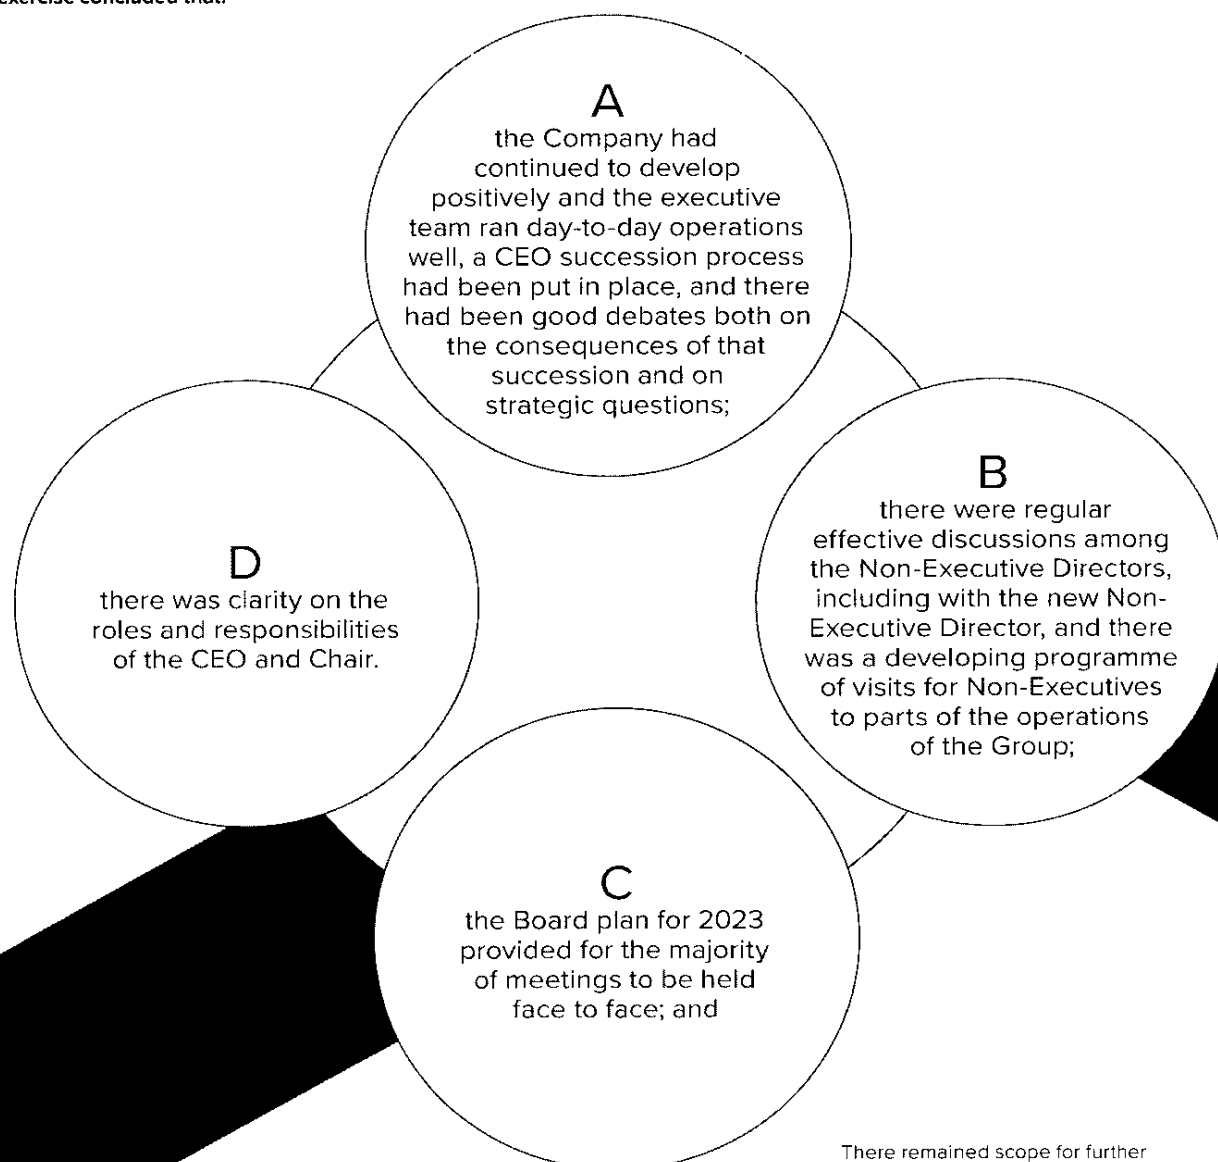 exercise concluded that:
A
the Company had
continued to develop
positively and the executive
team ran day-to-day operations
well, a CEO succession process
had been put in place, and there
had been good debates both on
the consequences of that
succession and on
strategic questions;
B
there were regular
effective discussions among
the Non-Executive Directors,
including with the new Non-
Executive Director, and there
was a developing programme
of visits for Non-Executives
to parts of the operations
of the Group;
C
the Board plan for 2023
provided for the majority
of meetings to be held
face to face; and
D
there was clarity on the
roles and responsibilities
of the CEO and Chair.
There remained scope for further